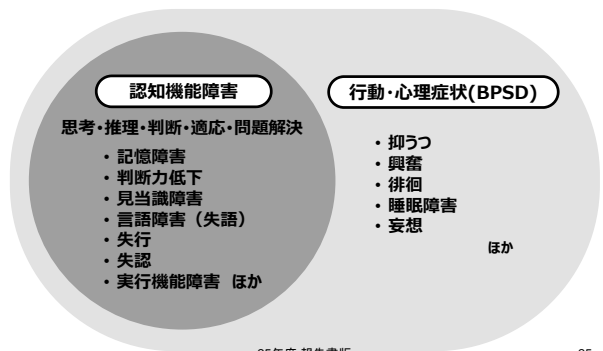 認知機能障害
思考・推理・判断・適応・問題解決
・ 記憶障害
・ 判断力低下
・ 見当識障害
・ 言語障害（失語）
・ 失行
・ 失認
・ 実行機能障害 ほか
行動・心理症状(BPSD)
・ 抑うつ
・ 興奮
・ 徘徊
・ 睡眠障害
・ 妄想
ほか